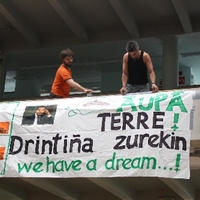 AUPA
TERRE!
Drintiña zurekin
we have a dream...!